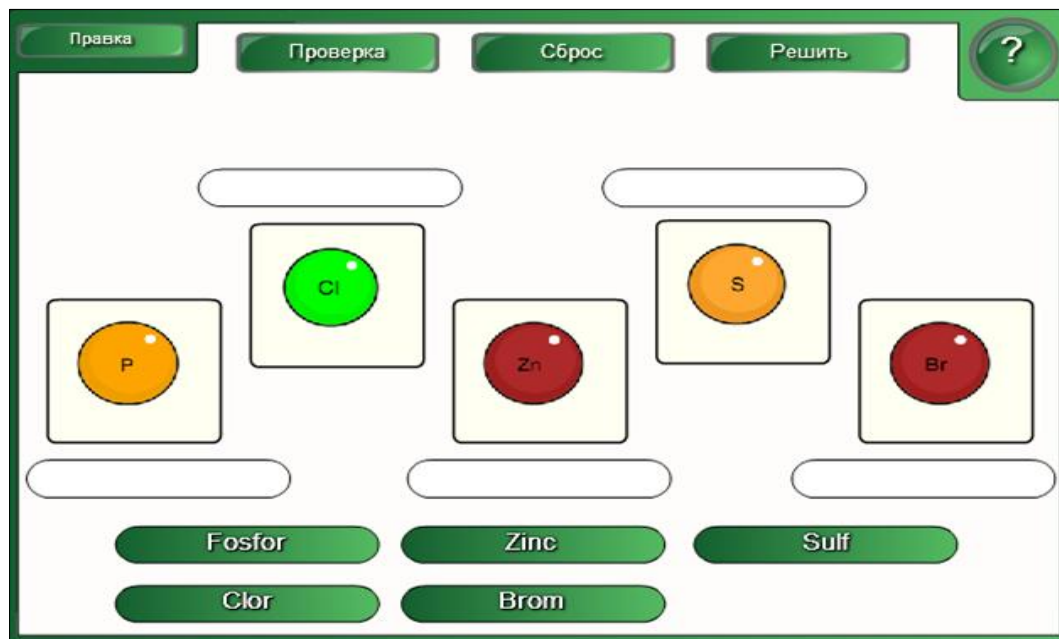 Правка
Проверка Сброс Решить ?
Cl S
P Zn Br
Fosfor Zinc Sulf
Clor Brom